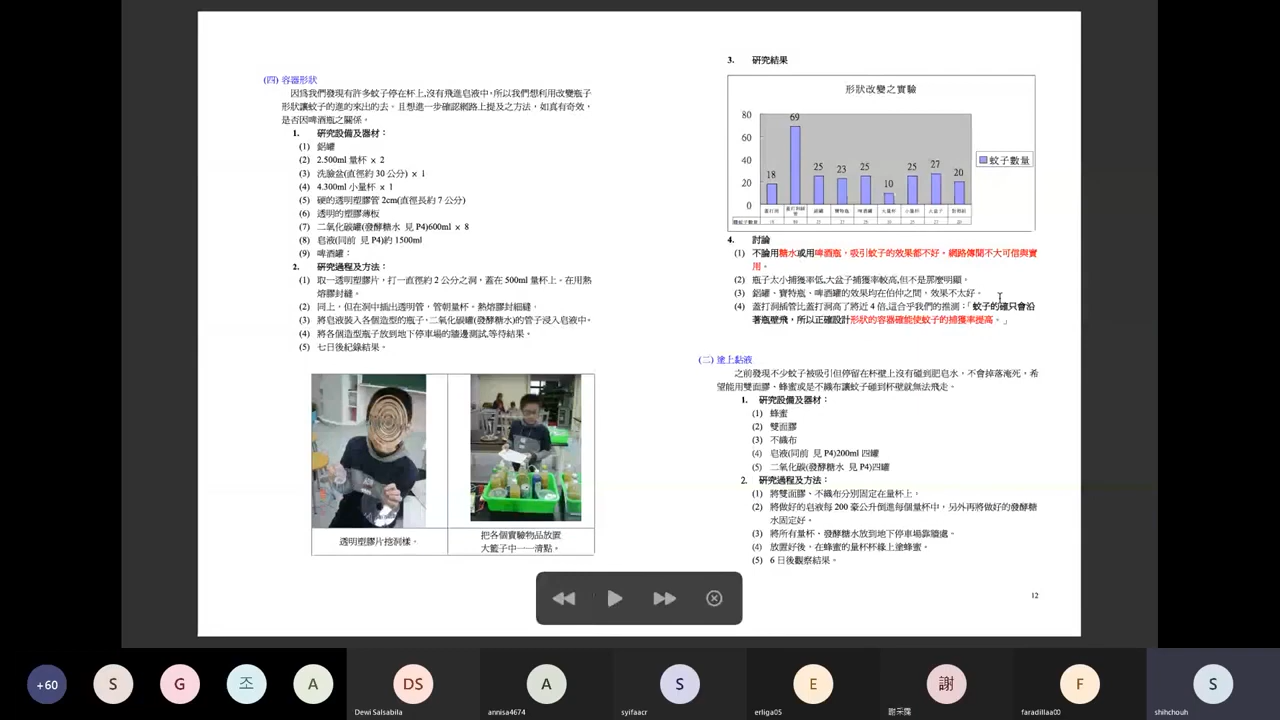 (四) 容器形狀
因為我們發現有許多蚊子停在杯上,沒有飛進皂液中,所以我們想利用改變瓶子
形狀讓蚊子的進的來出的去。且想進一步確認網路上提及之方法，如真有奇效，
是否因啤酒瓶之關係。
1. 研究設備及器材：
(1) 鋁罐
(2) 2.500ml 量杯 × 2
(3) 洗臉盆(直徑約 30 公分) × 1
(4) 4.300ml 小量杯 × 1
(5) 硬的透明塑膠管 2cm(直徑長約 7 公分)
(6) 透明的塑膠薄板
(7) 二氧化碳罐(發酵糖水 見 P4)600ml × 8
(8) 皂液(同前 見 P4)約 1500ml
(9) 啤酒罐：
2. 研究過程及方法：
(1) 取一透明塑膠片，打一直徑約 2 公分之洞，蓋在 500ml 量杯上。在用熱
熔膠封縫。
(2) 同上，但在洞中插出透明管，管朝量杯。熱熔膠封細縫。
(3) 將皂液裝入各個造型的瓶子，二氧化碳罐(發酵糖水)的管子浸入皂液中。
(4) 將各個造型瓶子放到地下停車場的牆邊測試,等待結果。
(5) 七日後紀錄結果。
透明塑膠片挖洞樣。
把各個實驗物品放置
大籃子中一一清點。
3. 研究結果
形狀改變之實驗
80
60
40
20
0
18 69 25 23 25 10 25 27 20
蚊子數量
4. 討論
(1) 不論用糖水或用啤酒瓶，吸引蚊子的效果都不好。網路傳聞不大可信與實
用。
(2) 瓶子太小捕獲率低,大盆子捕獲率較高,但不是那麼明顯。
(3) 鋁罐、寶特瓶、啤酒罐的效果均在伯仲之間，效果不太好。
(4) 蓋打洞插管比蓋打洞高了將近 4 倍,這合乎我們的推測：「蚊子的確只會沿
著瓶壁飛，所以正確設計形狀的容器確能使蚊子的捕獲率提高。」
(二) 塗上黏液
之前發現不少蚊子被吸引但停留在杯壁上沒有碰到肥皂水，不會掉落淹死，希
望能用雙面膠、蜂蜜或是不織布讓蚊子碰到杯壁就無法飛走。
1. 研究設備及器材：
(1) 蜂蜜
(2) 雙面膠
(3) 不織布
(4) 皂液(同前 見 P4)200ml 四罐
(5) 二氧化碳(發酵糖水 見 P4)四罐
2. 研究過程及方法：
(1) 將雙面膠、不織布分別固定在量杯上，
(2) 將做好的皂液每 200 豪公升倒進每個量杯中，另外再將做好的發酵糖
水固定好。
(3) 將所有量杯、發酵糖水放到地下停車場靠牆處。
(4) 放置好後，在蜂蜜的量杯杯緣上塗蜂蜜。
(5) 6 日後觀察結果。
12
+60
S
G
조
A
DS
A
S
E
謝
F
S
Dewi Salsabila
annisa4674
syifaacr
erliga05
faradillaa00
shihchouh